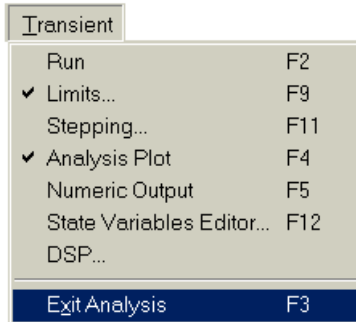 Transient
Run F2
Limits... F9
Stepping... F11
Analysis Plot F4
Numeric Output F5
State Variables Editor... F12
DSP...
Exit Analysis F3